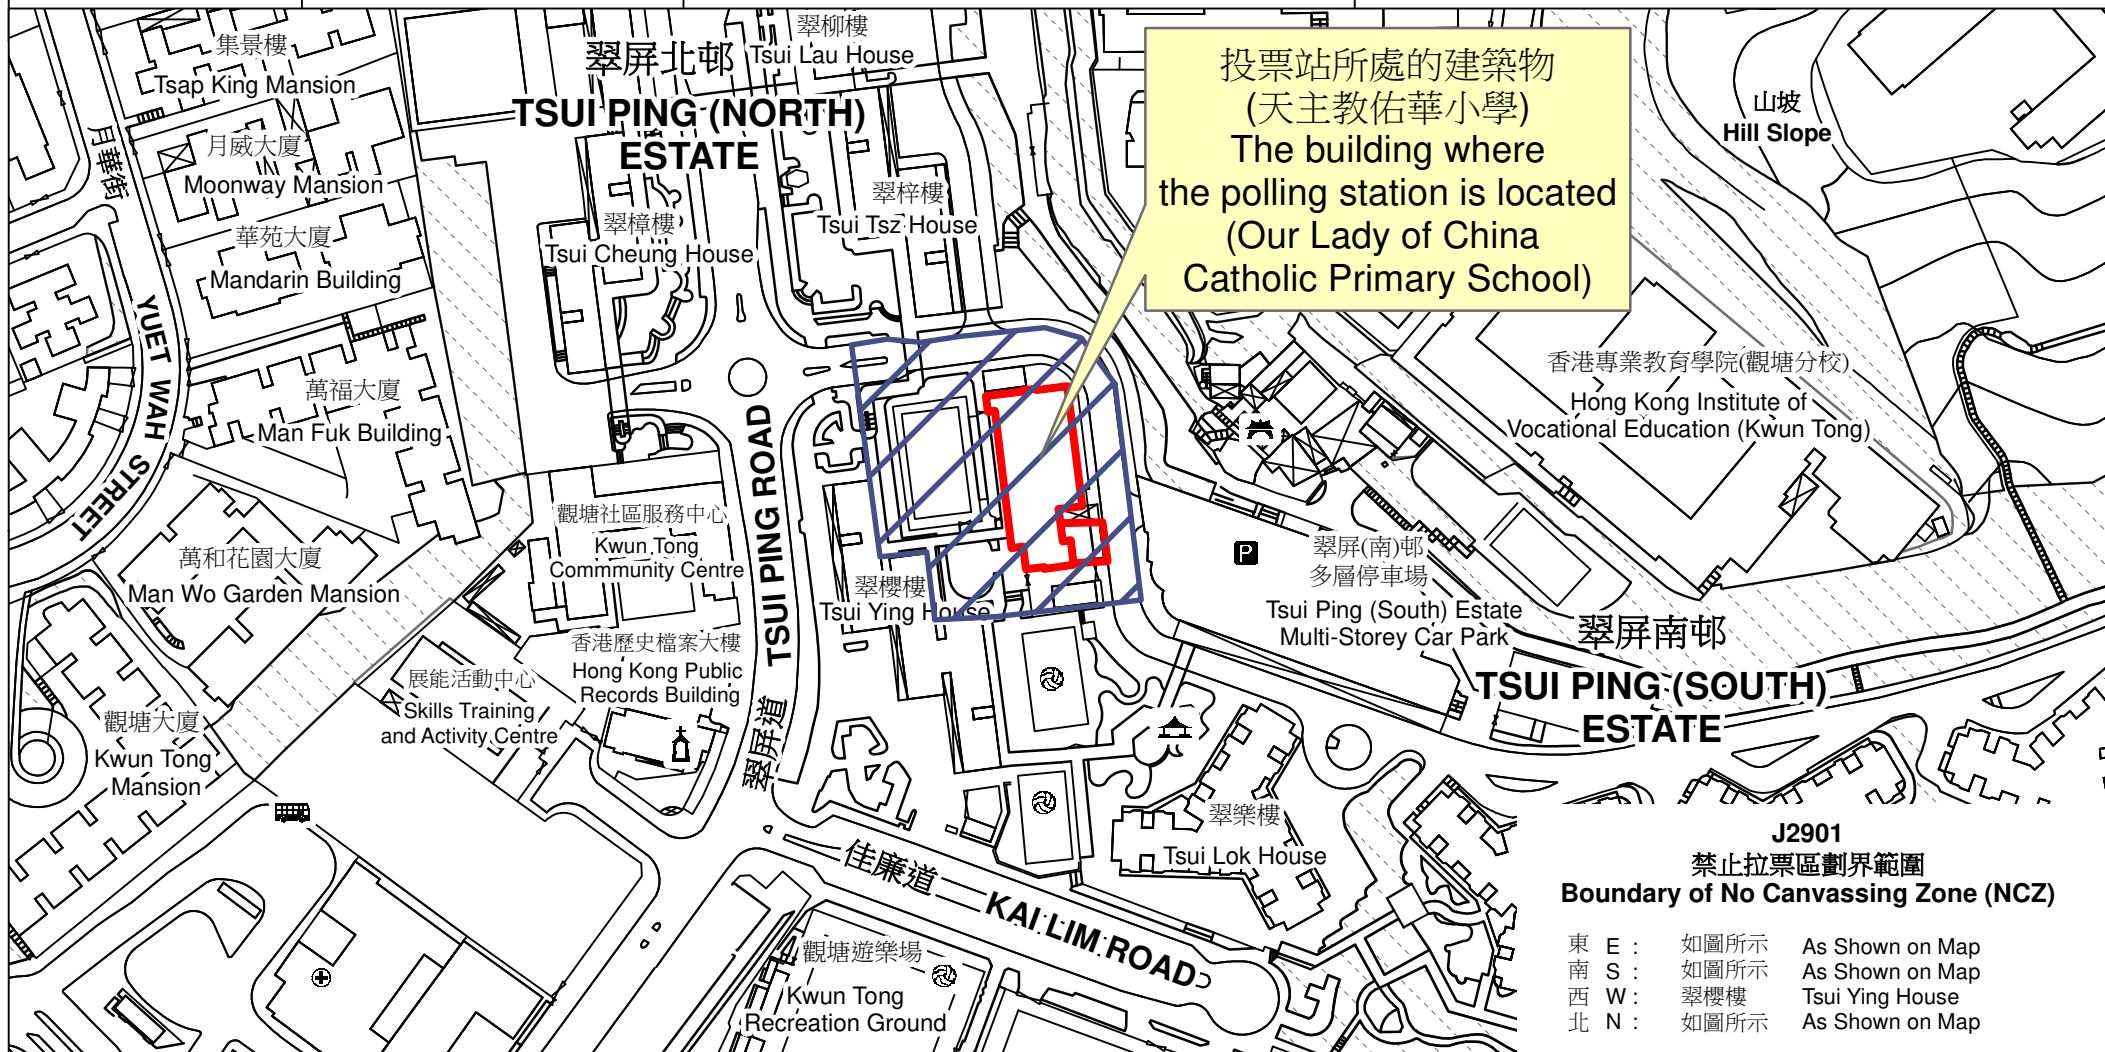 集景樓
Tsap King Mansion
月華街
月威大廈
Moonway Mansion
華苑大廈
Mandarin Building
YUET WAH STREET
萬福大廈
Man Fuk Building
萬和花園大廈
Man Wo Garden Mansion
觀塘大廈
Kwun Tong
Mansion
翠屏北邨
TSUI PING (NORTH)
ESTATE
翠柳樓
Tsui Lau House
翠樟樓
Tsui Cheung House
翠梓樓
Tsui Tsz House
投票站所處的建築物
(天主教佑華小學)
The building where
the polling station is located
(Our Lady of China
Catholic Primary School)
山坡
Hill Slope
香港專業教育學院(觀塘分校)
Hong Kong Institute of
Vocational Education (Kwun Tong)
觀塘社區服務中心
Kwun Tong
Commmunity Centre
香港歷史檔案大樓
Hong Kong Public
Records Building
展能活動中心
Skills Training
and Activity Centre
TSUI PING ROAD
翠屏道
翠櫻樓
Tsui Ying House
P
翠屏(南)邨
多層停車場
Tsui Ping (South) Estate
Multi-Storey Car Park
翠屏南邨
TSUI PING (SOUTH)
ESTATE
翠樂樓
Tsui Lok House
佳廉道
KAI LIM ROAD
觀塘遊樂場
Kwun Tong
Recreation Ground
J2901
禁止拉票區劃界範圍
Boundary of No Canvassing Zone (NCZ)
東 E : 如圖所示 As Shown on Map
南 S : 如圖所示 As Shown on Map
西 W : 翠櫻樓 Tsui Ying House
北 N : 如圖所示 As Shown on Map